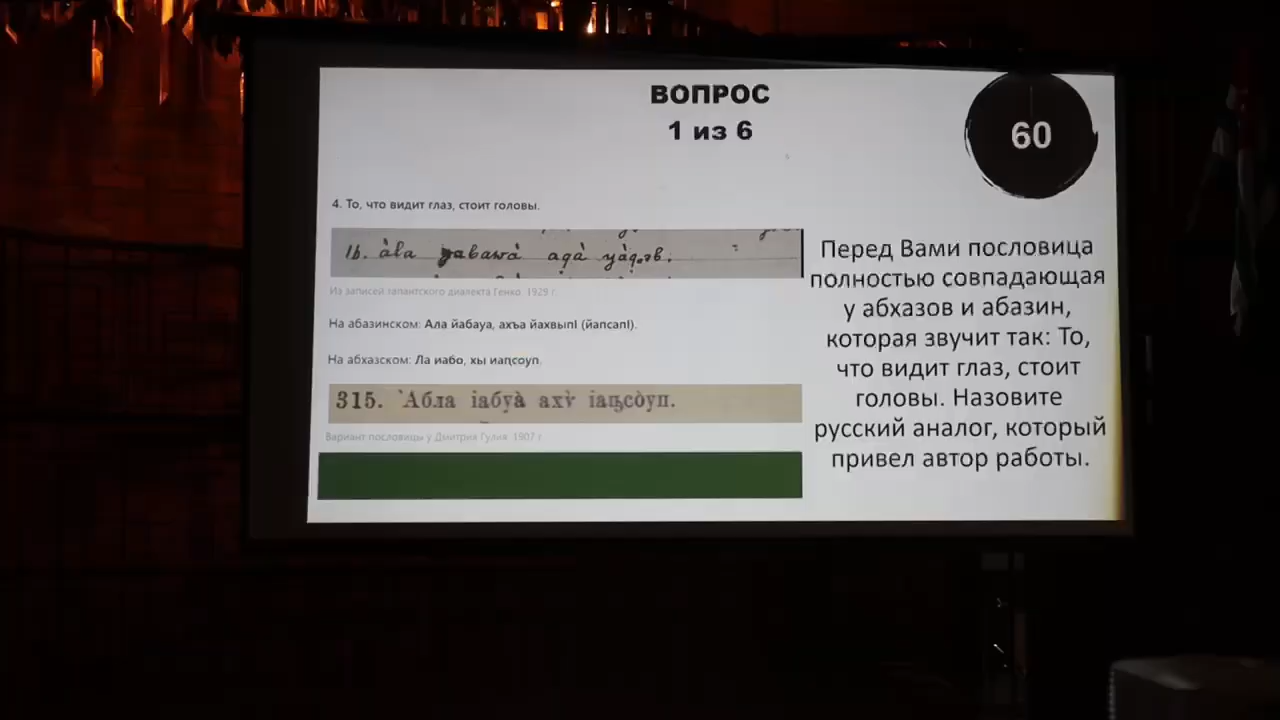 ВОПРОС
1 из 6
60
4. То, что видит глаз, стоит головы.
16. àla
Из записей тапантского диалекта Генко. 1929 г.
На абазинском: Ала йабауа, ахъа йахвыпI (йапсапI).
На абхазском: Ла иабо, хы иаԥсоуп.
315. Абла іабуа̀
Вариант пословицы у Дмитрия Гулия. 1907 г
Перед Вами пословица
полностью совпадающая
у абхазов и абазин,
которая звучит так: То,
что видит глаз, стоит
головы. Назовите
русский аналог, который
привел автор работы.